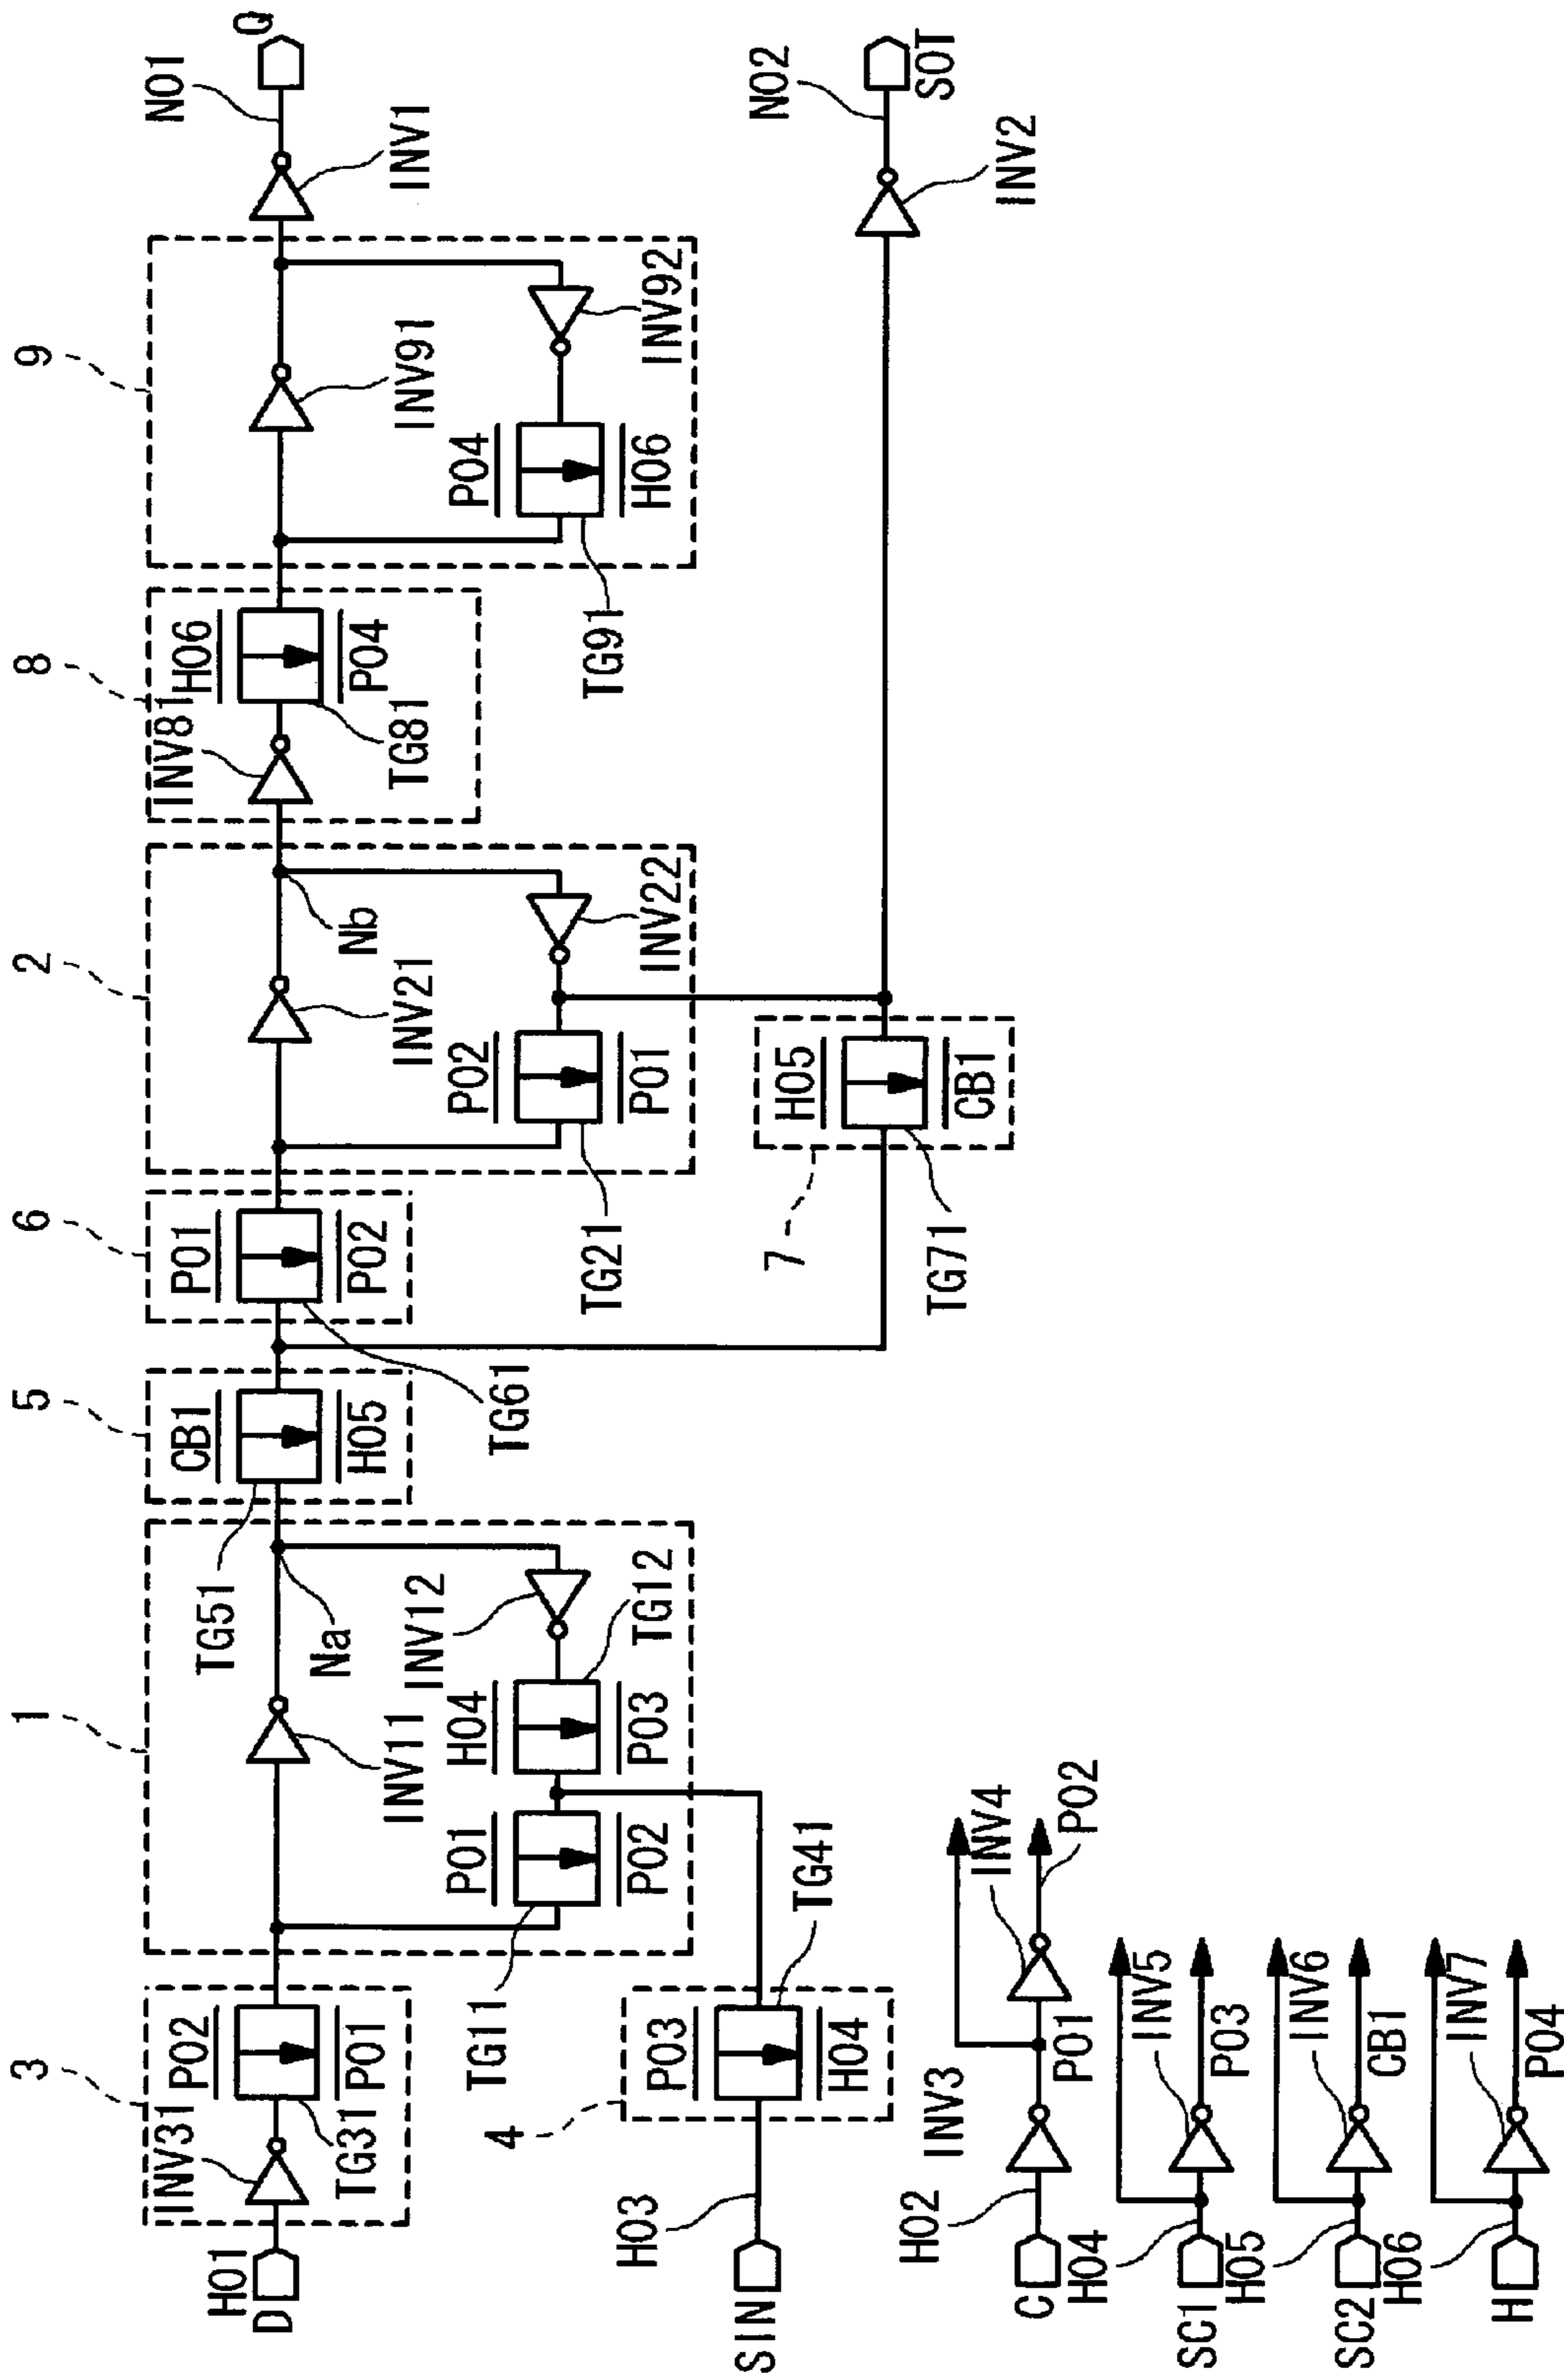 3
1
5
6
2
8
9
H01
D
INV31
P02
P01
TG31
INV11
Na
TG51
CB1
H05
P01
P02
TG61
INV21
Nb
INV81
H06
P04
TG81
INV91
INV1
N01
Q
TG11
P01
P02
H04
P03
INV12
TG12
TG21
P02
P01
INV22
TG91
P04
H06
INV92
SIN
H03
4
P03
H04
TG41
7
H05
CB1
TG71
INV2
N02
SOT
C
H02
INV3
P01
INV4
P02
SC1
H04
INV5
P03
SC2
H05
INV6
CB1
H
H06
INV7
P04